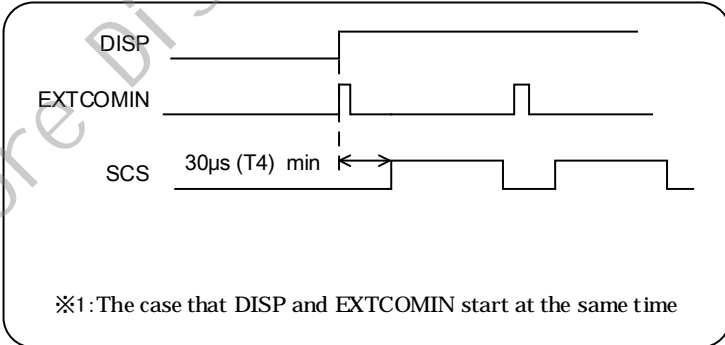 DISP
EXTCOMIN
30µs (T4) min
SCS
※1:The case that DISP and EXTCOMIN start at the same time